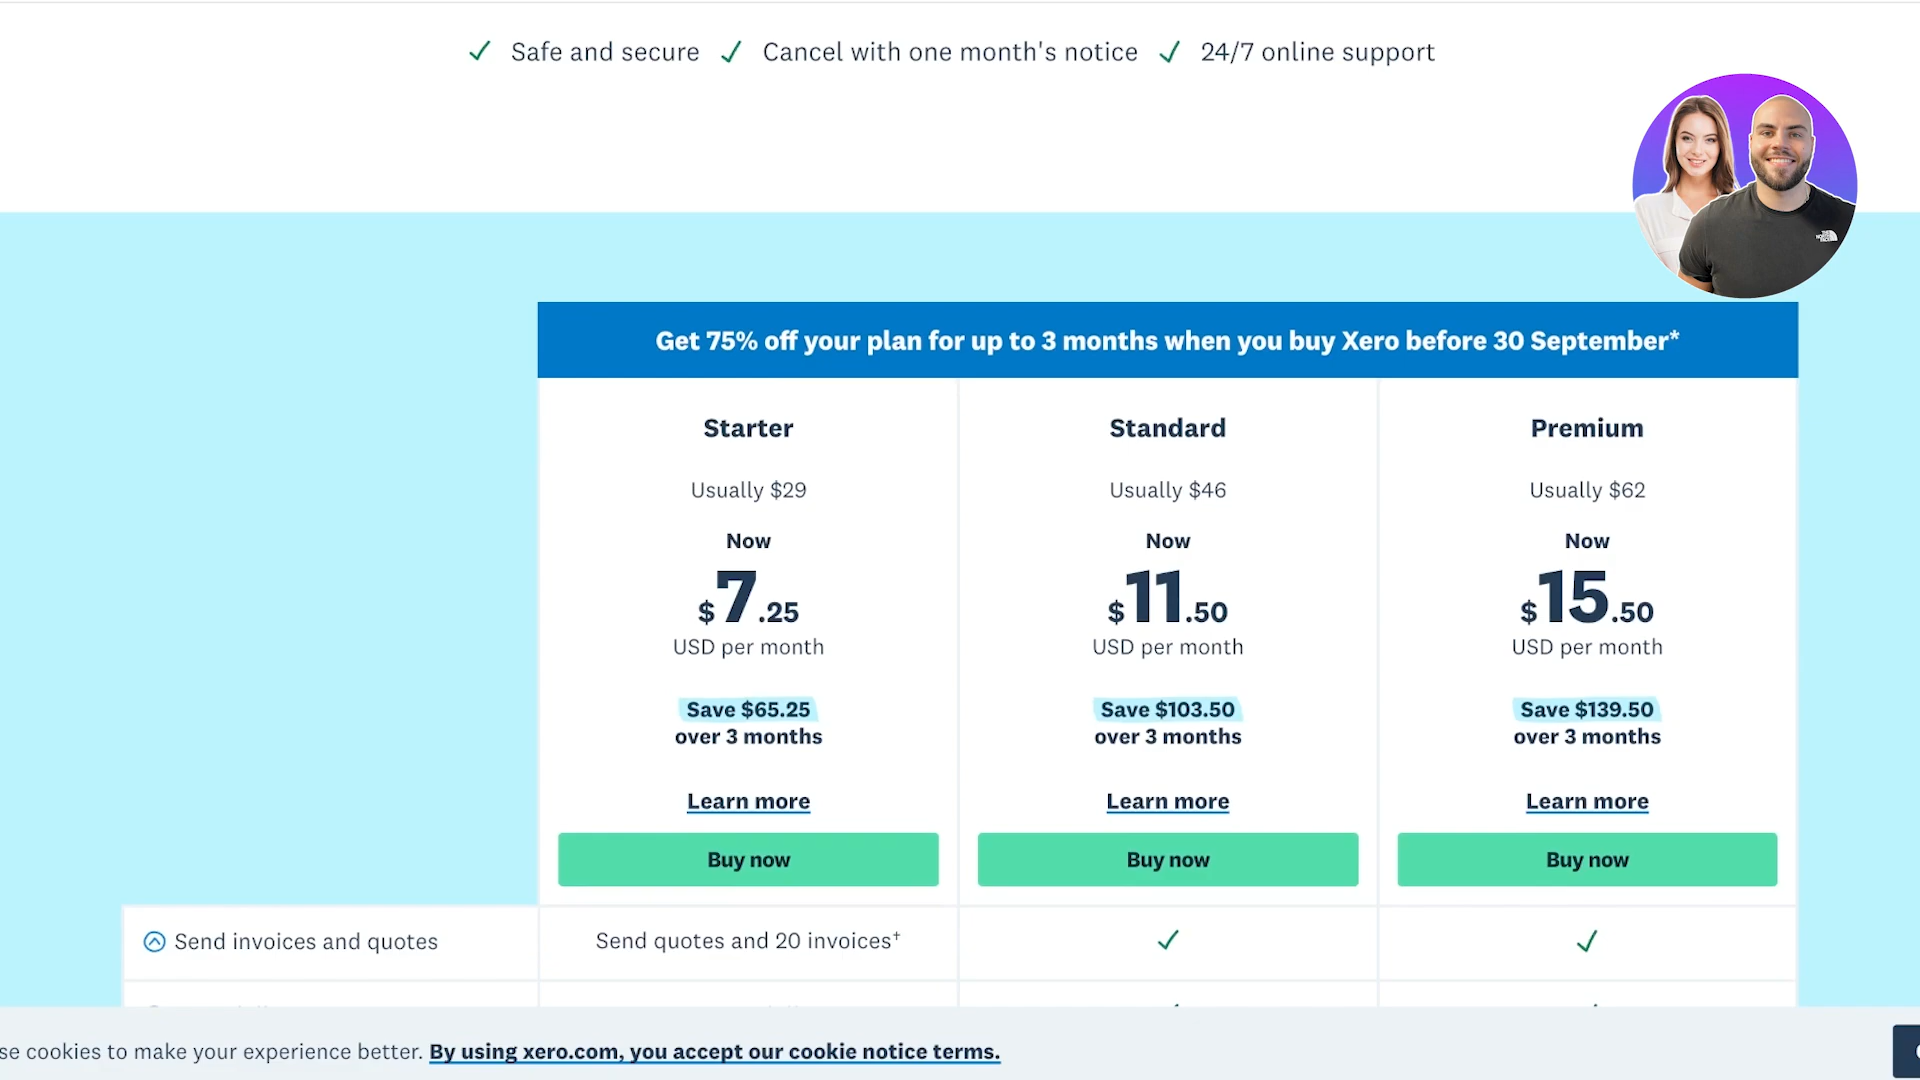 Safe and secure Cancel with one month's notice 24/7 online support
THE NORTH FACE
Get 75% off your plan for up to 3 months when you buy Xero before 30 September*
Starter Standard Premium
Usually $29 Usually $46 Usually $62
Now Now Now
$7.25 $11.50 $15.50
USD per month USD per month USD per month
Save $65.25 Save $103.50 Save $139.50
over 3 months over 3 months over 3 months
Learn more Learn more Learn more
Buy now Buy now Buy now
Send invoices and quotes Send quotes and 20 invoices†
se cookies to make your experience better. By using xero.com, you accept our cookie notice terms.